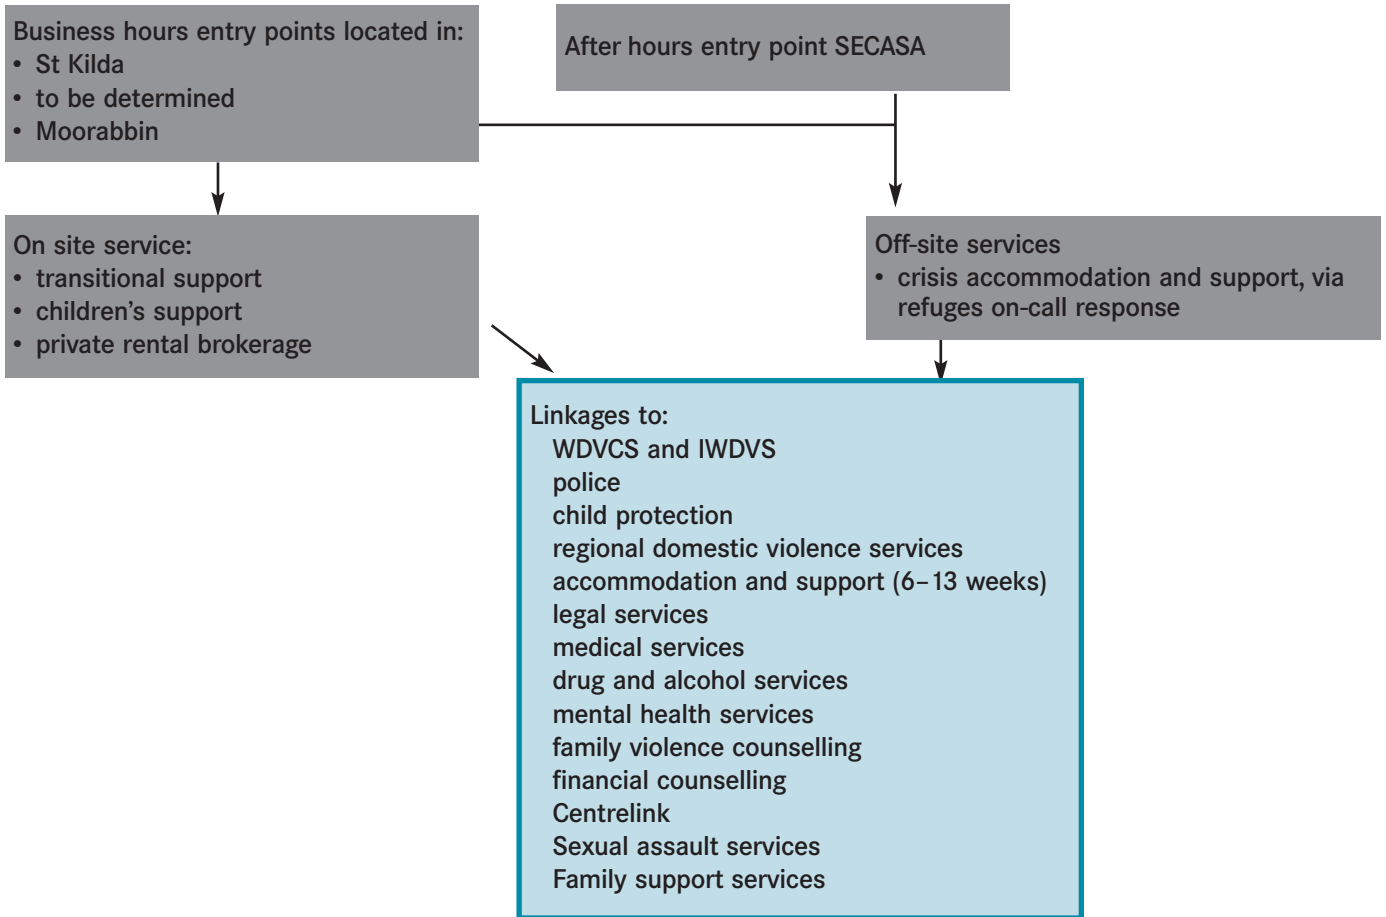 Business hours entry points located in:
• St Kilda
• to be determined
• Moorabbin
After hours entry point SECASA
On site service:
• transitional support
• children's support
• private rental brokerage
Off-site services
• crisis accommodation and support, via
refuges on-call response
Linkages to:
WDVCS and IWDVS
police
child protection
regional domestic violence services
accommodation and support (6–13 weeks)
legal services
medical services
drug and alcohol services
mental health services
family violence counselling
financial counselling
Centrelink
Sexual assault services
Family support services